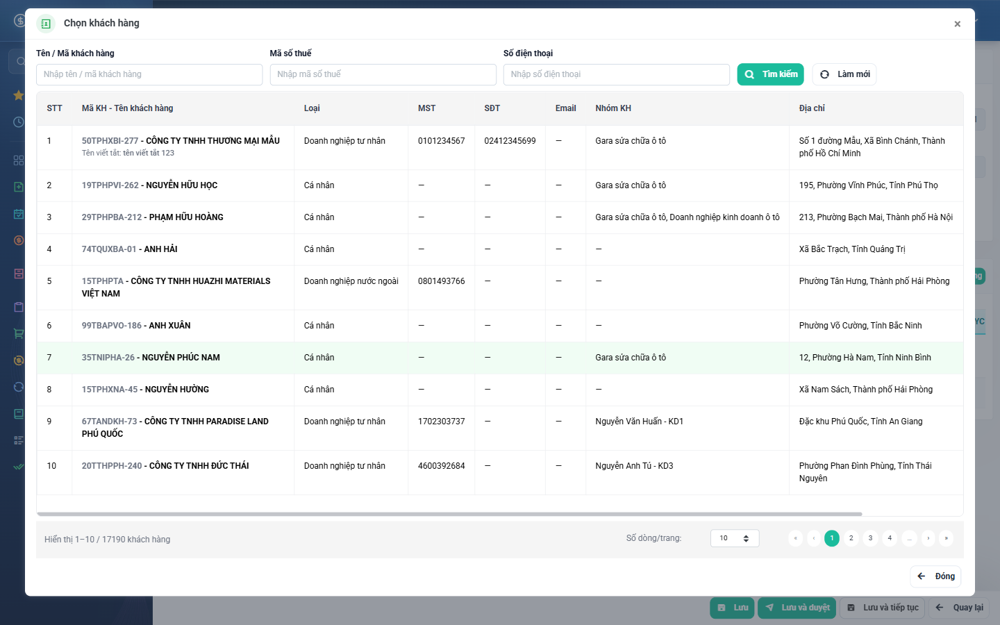 Chọn khách hàng
×
Tên / Mã khách hàng
Mã số thuế
Số điện thoại
Nhập tên / mã khách hàng
Nhập mã số thuế
Nhập số điện thoại
Tìm kiếm
Làm mới
STT
Mã KH - Tên khách hàng
Loại
MST
SĐT
Email
Nhóm KH
Địa chỉ
1
50TPHXBI-277 - CÔNG TY TNHH THƯƠNG MẠI MẪU
Tên viết tắt: tên viết tắt 123
Doanh nghiệp tư nhân
0101234567
02412345699
—
Gara sửa chữa ô tô
Số 1 đường Mẫu, Xã Bình Chánh, Thành
phố Hồ Chí Minh
2
19TPHPVI-262 - NGUYỄN HỮU HỌC
Cá nhân
—
—
—
Gara sửa chữa ô tô
195, Phường Vĩnh Phúc, Tỉnh Phú Thọ
3
29TPHPBA-212 - PHẠM HỮU HOÀNG
Cá nhân
—
—
—
Gara sửa chữa ô tô, Doanh nghiệp kinh doanh ô tô
213, Phường Bạch Mai, Thành phố Hà Nội
4
74TQUXBA-01 - ANH HẢI
Cá nhân
—
—
—
—
Xã Bắc Trạch, Tỉnh Quảng Trị
5
15TPHPTA - CÔNG TY TNHH HUAZHI MATERIALS
VIỆT NAM
Doanh nghiệp nước ngoài
0801493766
—
—
—
Phường Tân Hưng, Thành phố Hải Phòng
6
99TBAPVO-186 - ANH XUÂN
Cá nhân
—
—
—
—
Phường Võ Cường, Tỉnh Bắc Ninh
7
35TNIPHA-26 - NGUYỄN PHÚC NAM
Cá nhân
—
—
—
Gara sửa chữa ô tô
12, Phường Hà Nam, Tỉnh Ninh Bình
8
15TPHXNA-45 - NGUYỄN HƯỜNG
Cá nhân
—
—
—
—
Xã Nam Sách, Thành phố Hải Phòng
9
67TANDKH-73 - CÔNG TY TNHH PARADISE LAND
PHÚ QUỐC
Doanh nghiệp tư nhân
1702303737
—
—
Nguyễn Văn Huấn - KD1
Đặc khu Phú Quốc, Tỉnh An Giang
10
20TTHPPH-240 - CÔNG TY TNHH ĐỨC THÁI
Doanh nghiệp tư nhân
4600392684
—
—
Nguyễn Anh Tú - KD3
Phường Phan Đình Phùng, Tỉnh Thái
Nguyên
Hiển thị 1–10 / 17190 khách hàng
Số dòng/trang:
10
« ‹ 1 2 3 4 ... › »
Đóng
YC
Lưu
Lưu và duyệt
Lưu và tiếp tục
Quay lại